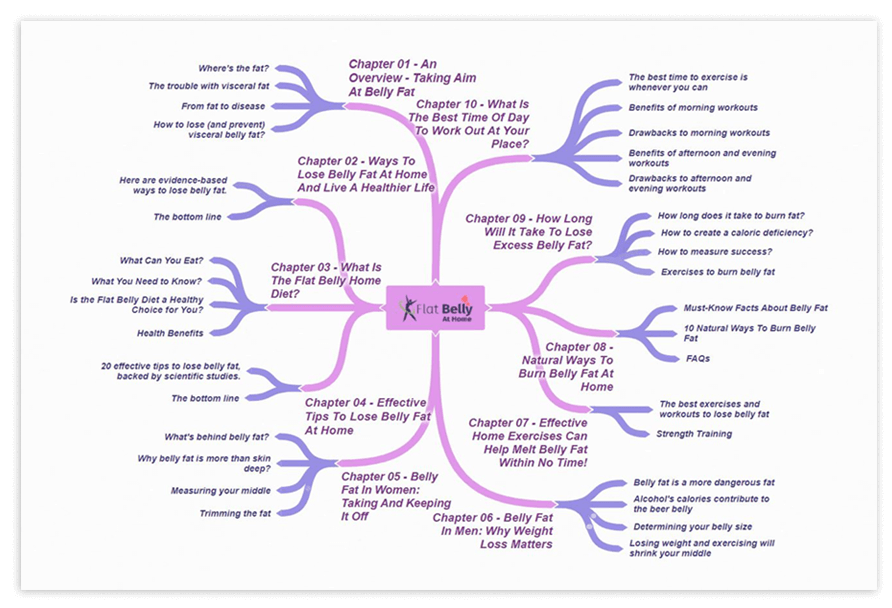 Chapter 01 - An
Overview - Taking Aim
At Belly Fat
Where's the fat?
The trouble with visceral fat
From fat to disease
How to lose (and prevent)
visceral belly fat?
Chapter 02 - Ways To
Lose Belly Fat At Home
And Live A Healthier Life
Here are evidence-based
ways to lose belly fat.
The bottom line
Chapter 03 - What Is
The Flat Belly Home
Diet?
What Can You Eat?
What You Need to Know?
Is the Flat Belly Diet a Healthy
Choice for You?
Health Benefits
20 effective tips to lose belly fat,
backed by scientific studies.
The bottom line
Chapter 04 - Effective
Tips To Lose Belly Fat
At Home
What's behind belly fat?
Why belly fat is more than skin
deep?
Measuring your middle
Trimming the fat
Chapter 05 - Belly
Fat In Women:
Taking And Keeping
It Off
Flat Belly
At Home
Chapter 10 - What Is
The Best Time Of Day
To Work Out At Your
Place?
The best time to exercise is
whenever you can
Benefits of morning workouts
Drawbacks to morning workouts
Benefits of afternoon and evening
workouts
Drawbacks to afternoon and
evening workouts
Chapter 09 - How Long
Will It Take To Lose
Excess Belly Fat?
How long does it take to burn fat?
How to create a caloric deficiency?
How to measure success?
Exercises to burn belly fat
Chapter 08 -
Natural Ways To
Burn Belly Fat At
Home
Must-Know Facts About Belly Fat
10 Natural Ways To Burn Belly
Fat
FAQs
Chapter 07 - Effective
Home Exercises Can
Help Melt Belly Fat
Within No Time!
The best exercises and
workouts to lose belly fat
Strength Training
Chapter 06 - Belly Fat
In Men: Why Weight
Loss Matters
Belly fat is a more dangerous fat
Alcohol's calories contribute to
the beer belly
Determining your belly size
Losing weight and exercising will
shrink your middle